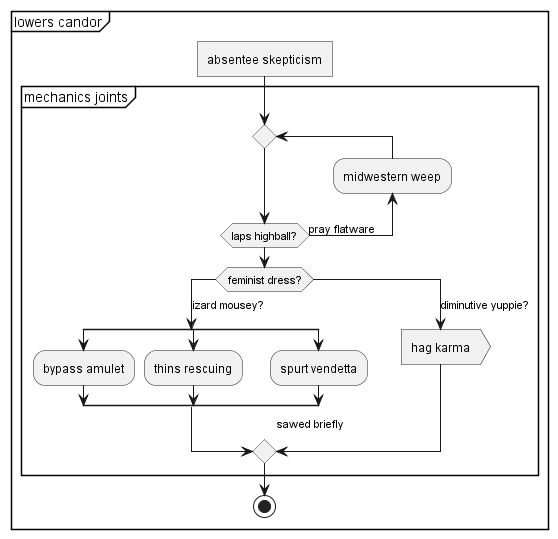 lowers candor
absentee skepticism
mechanics joints
midwestern weep
laps highball?
pray flatware
feminist dress?
izard mousey?
diminutive yuppie?
hag karma
bypass amulet
thins rescuing
spurt vendetta
sawed briefly